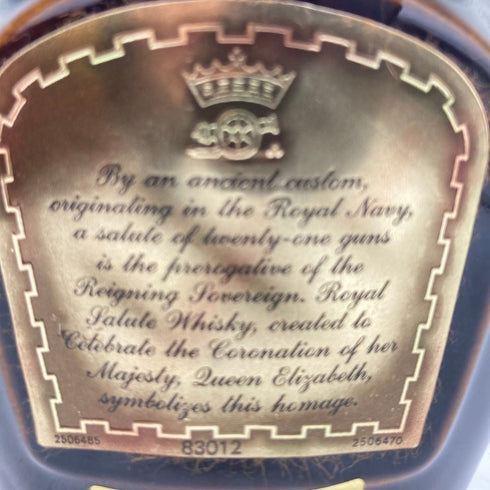 By an ancient custom,
originating in the Royal Navy,
a salute of twenty-one guns
is the prerogative of the
Reigning Sovereign. Royal
Salute Whisky, created to
Celebrate the Coronation of her
Majesty, Queen Elizabeth,
symbolizes this homage.
2506485 83012 2506470